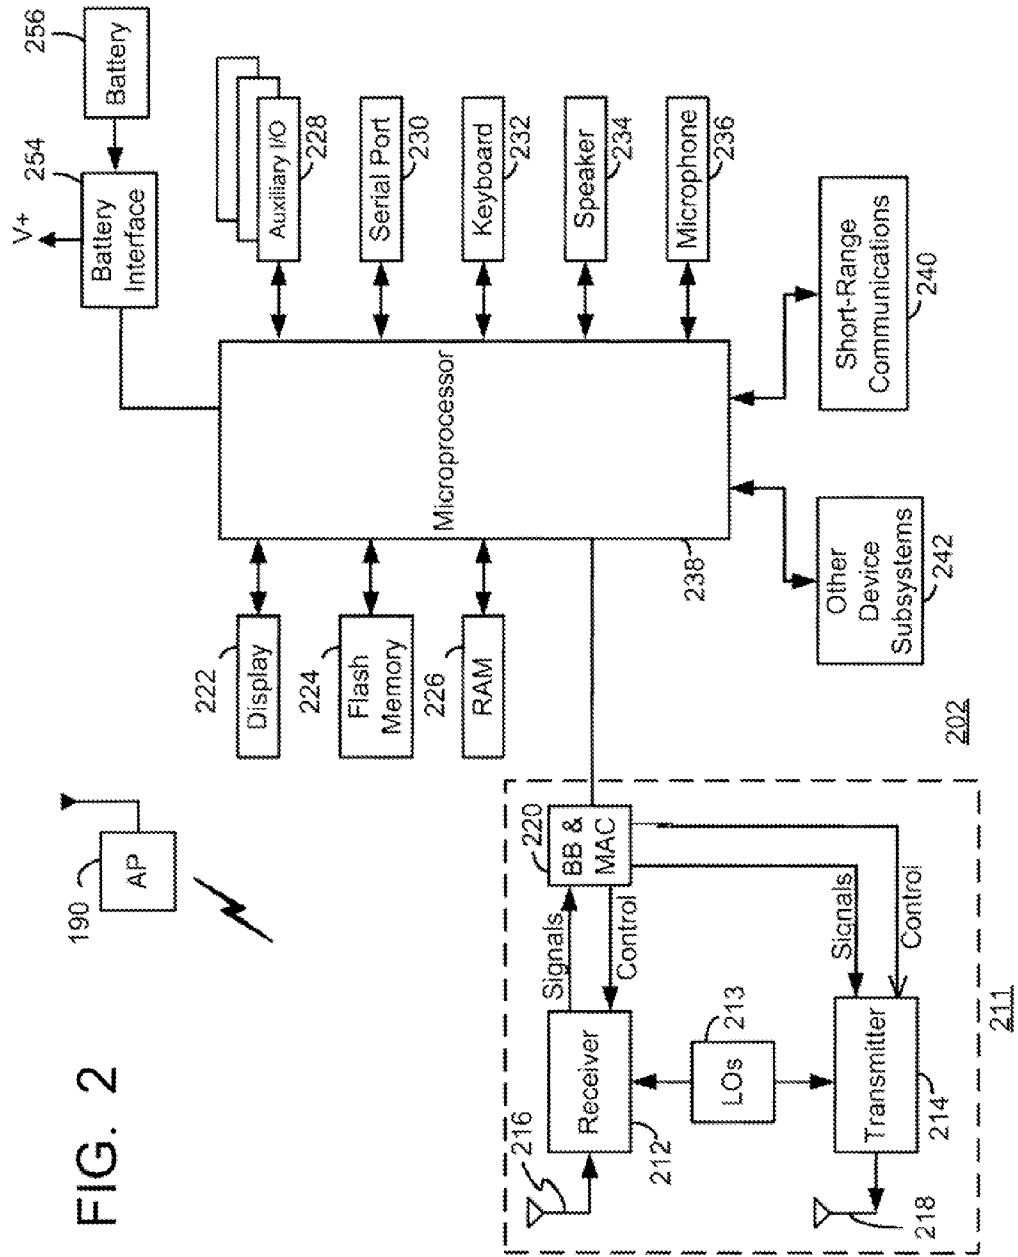 FIG. 2
190
AP
202
211
216
Receiver
212
Signals
Control
220
BB &
MAC
LOs
213
218
Transmitter
214
Signals
Control
222
Display
224
Flash
Memory
226
RAM
Microprocessor
238
V+
254
Battery
Interface
256
Battery
Auxiliary I/O
228
Serial Port
230
Keyboard
232
Speaker
234
Microphone
236
Other
Device
Subsystems
242
Short-Range
Communications
240